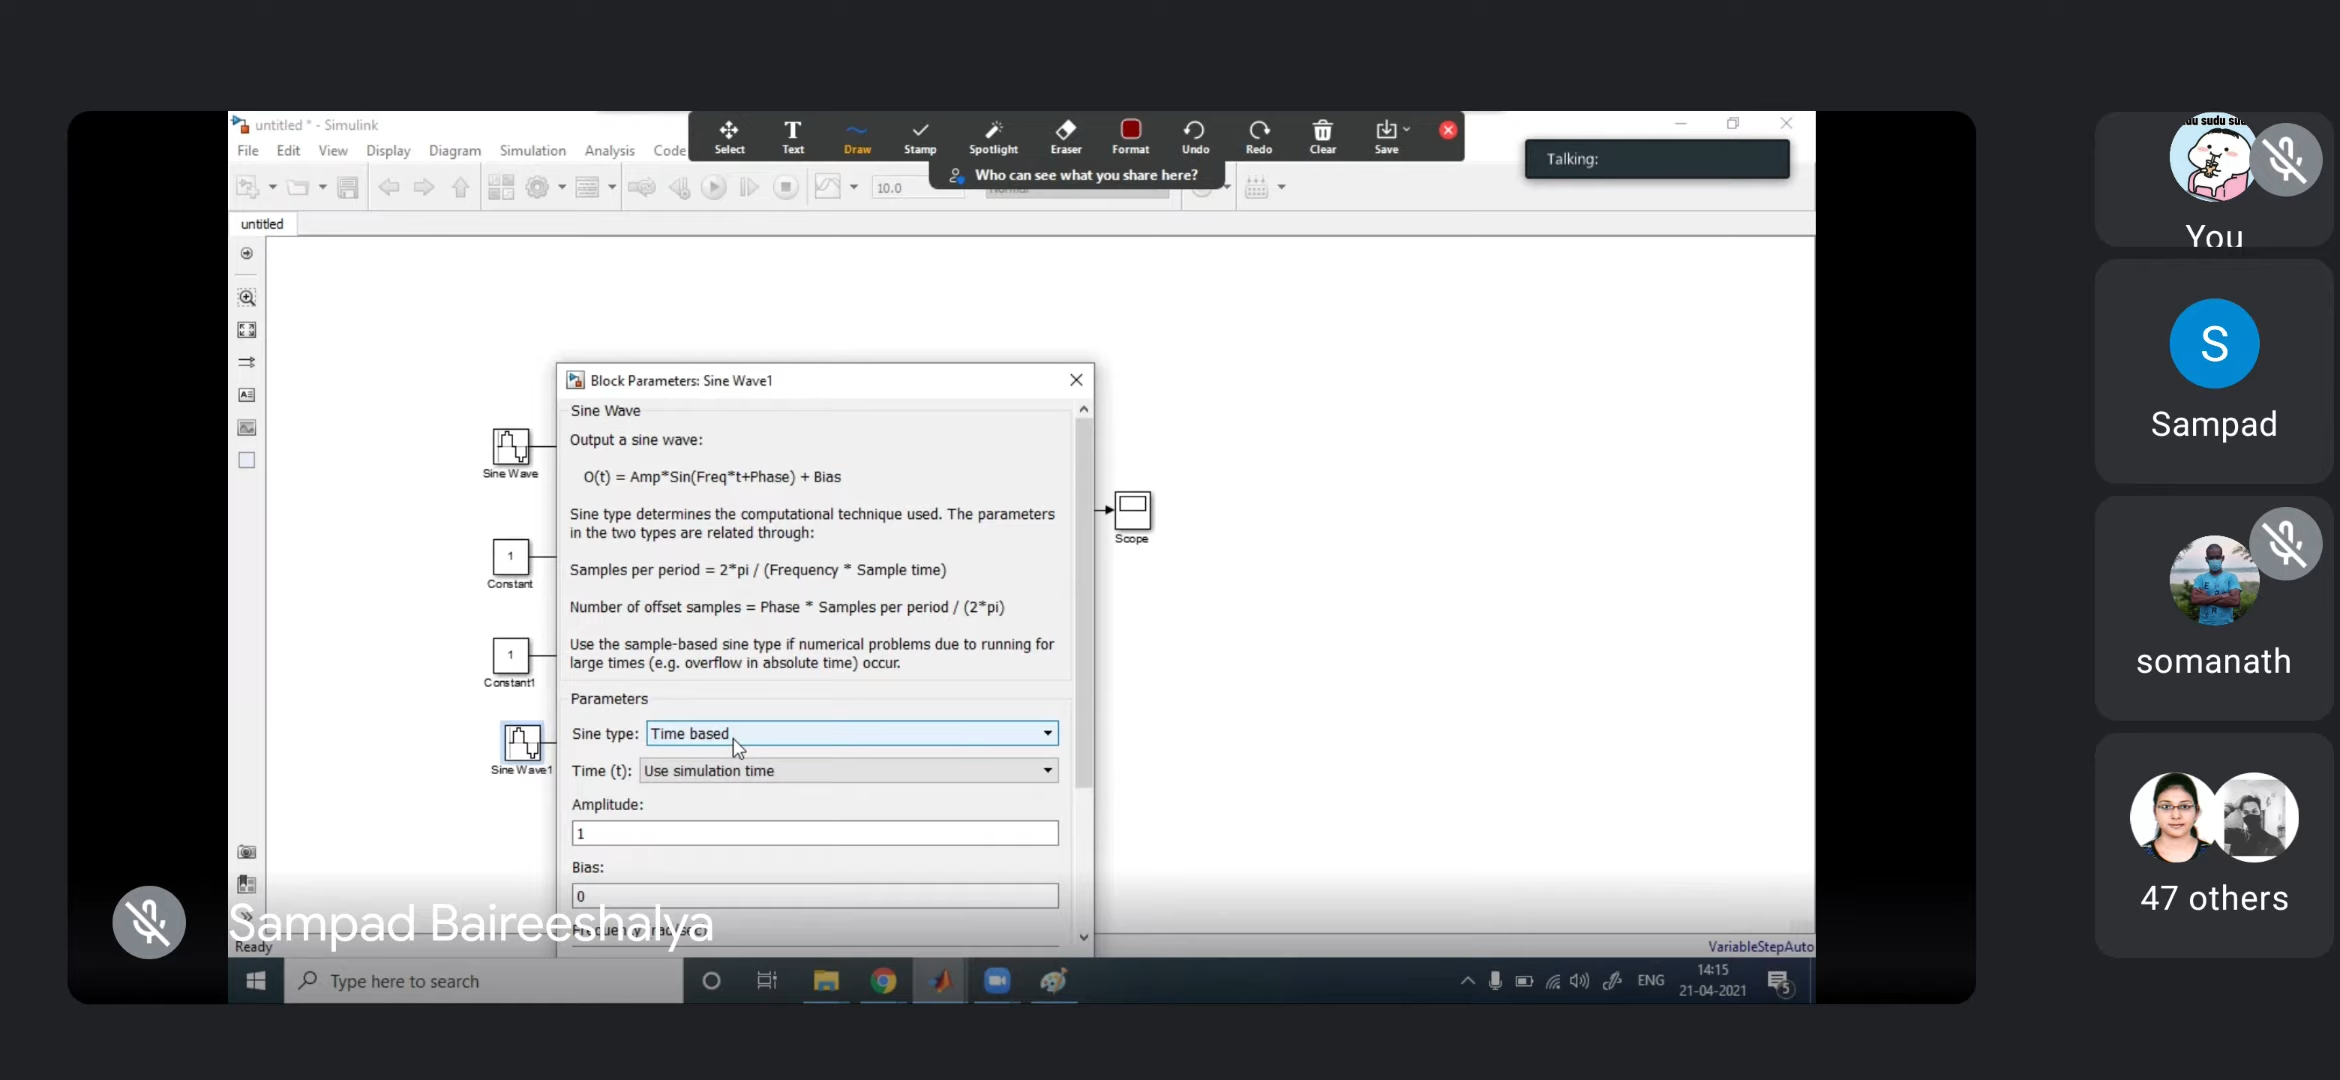 untitled * - Simulink
File Edit View Display Diagram Simulation Analysis Code
Select Text Draw Stamp Spotlight Eraser Format Undo Redo Clear Save
Who can see what you share here?
Talking:
10.0
untitled
Block Parameters: Sine Wave1
Sine Wave
Output a sine wave:
O(t) = Amp*Sin(Freq*t+Phase) + Bias
Sine type determines the computational technique used. The parameters
in the two types are related through:
Samples per period = 2*pi / (Frequency * Sample time)
Number of offset samples = Phase * Samples per period / (2*pi)
Use the sample-based sine type if numerical problems due to running for
large times (e.g. overflow in absolute time) occur.
Parameters
Sine type: Time based
Time (t): Use simulation time
Amplitude:
1
Bias:
0
Sine Wave
1
Constant
1
Constant1
Sine Wave1
Scope
Sampad Baireeshalya
Ready
VariableStepAuto
Type here to search
ENG
14:15
21-04-2021
5
You
S
Sampad
somanath
47 others